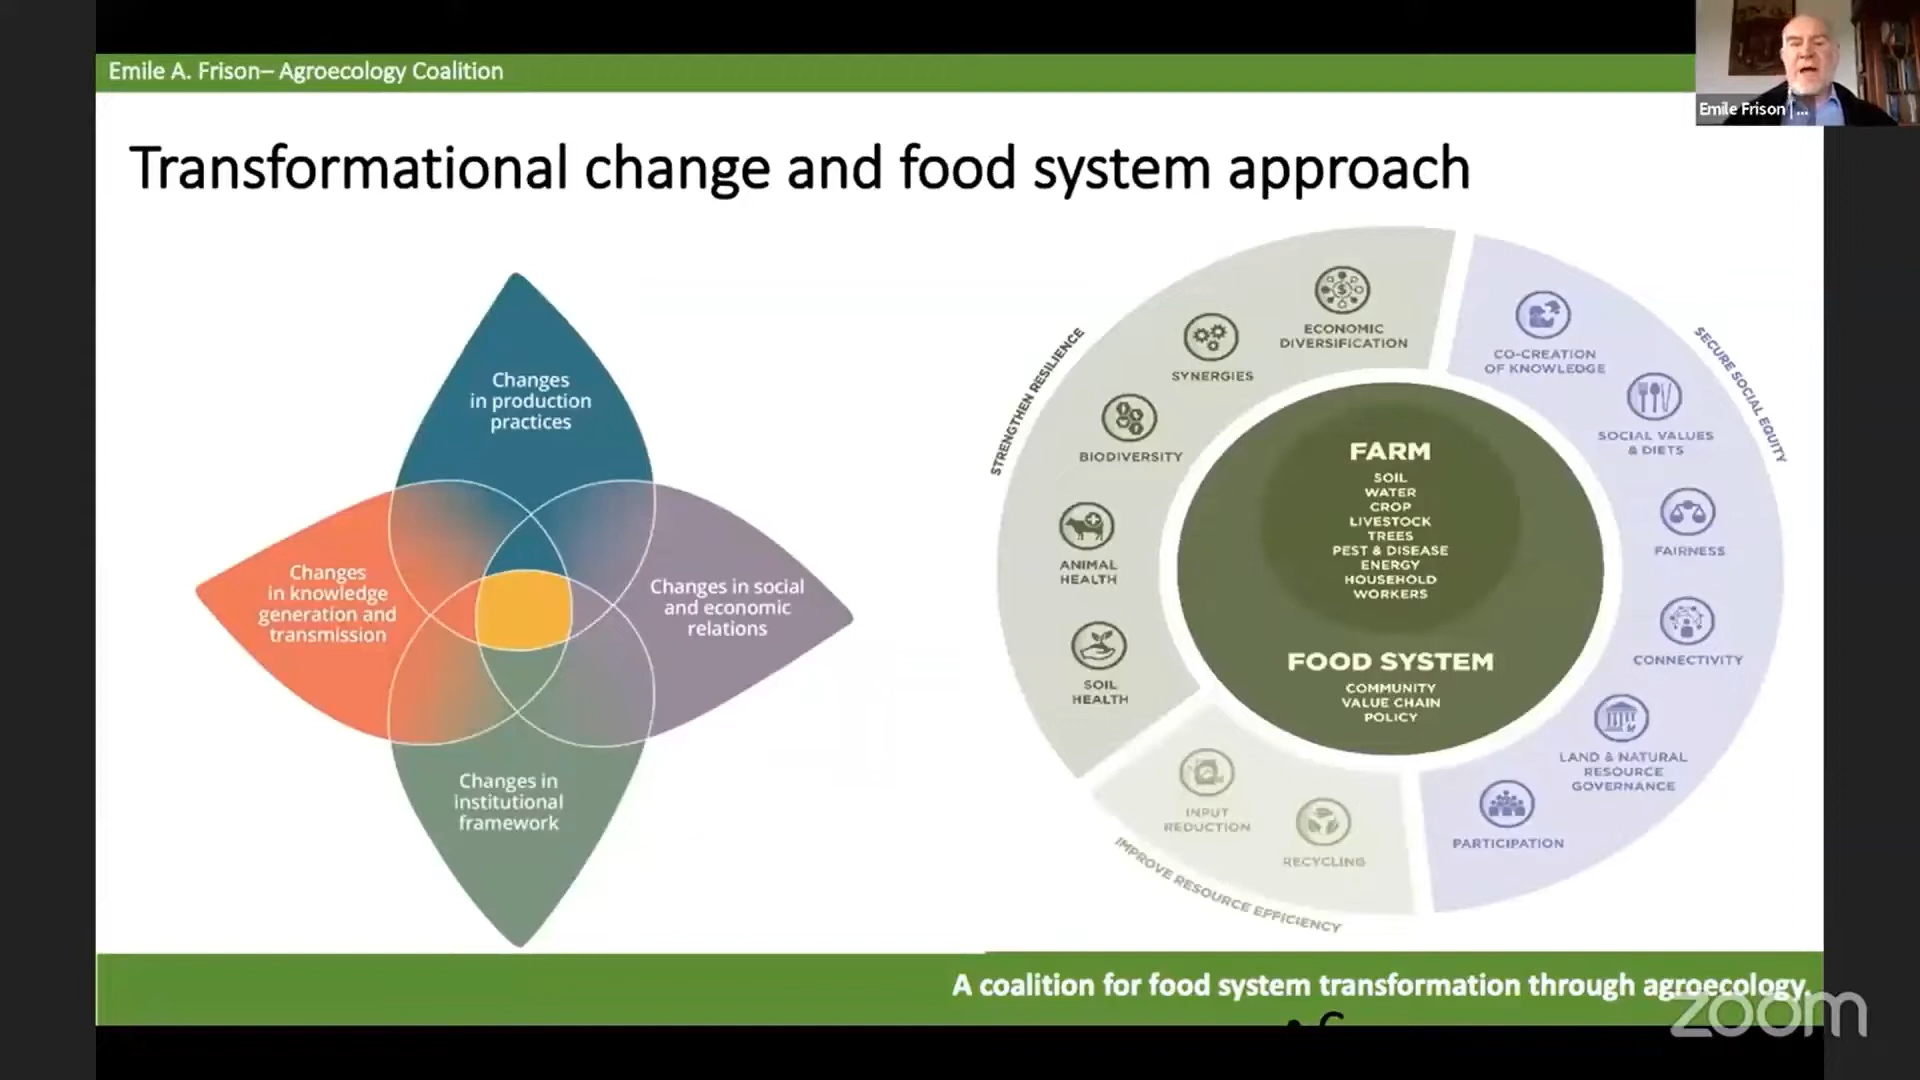 Emile A. Frison– Agroecology Coalition
Emile Frison | ...
Transformational change and food system approach
Changes
in production
practices
Changes
in knowledge
generation and
transmission
Changes in social
and economic
relations
Changes in
institutional
framework
STRENGTHEN RESILIENCE
ECONOMIC
DIVERSIFICATION
SYNERGIES
BIODIVERSITY
ANIMAL
HEALTH
SOIL
HEALTH
SECURE SOCIAL EQUITY
CO-CREATION
OF KNOWLEDGE
SOCIAL VALUES
& DIETS
FAIRNESS
CONNECTIVITY
LAND & NATURAL
RESOURCE
GOVERNANCE
PARTICIPATION
IMPROVE RESOURCE EFFICIENCY
INPUT
REDUCTION
RECYCLING
FARM
SOIL
WATER
CROP
LIVESTOCK
TREES
PEST & DISEASE
ENERGY
HOUSEHOLD
WORKERS
FOOD SYSTEM
COMMUNITY
VALUE CHAIN
POLICY
A coalition for food system transformation through agroecology.
zoom